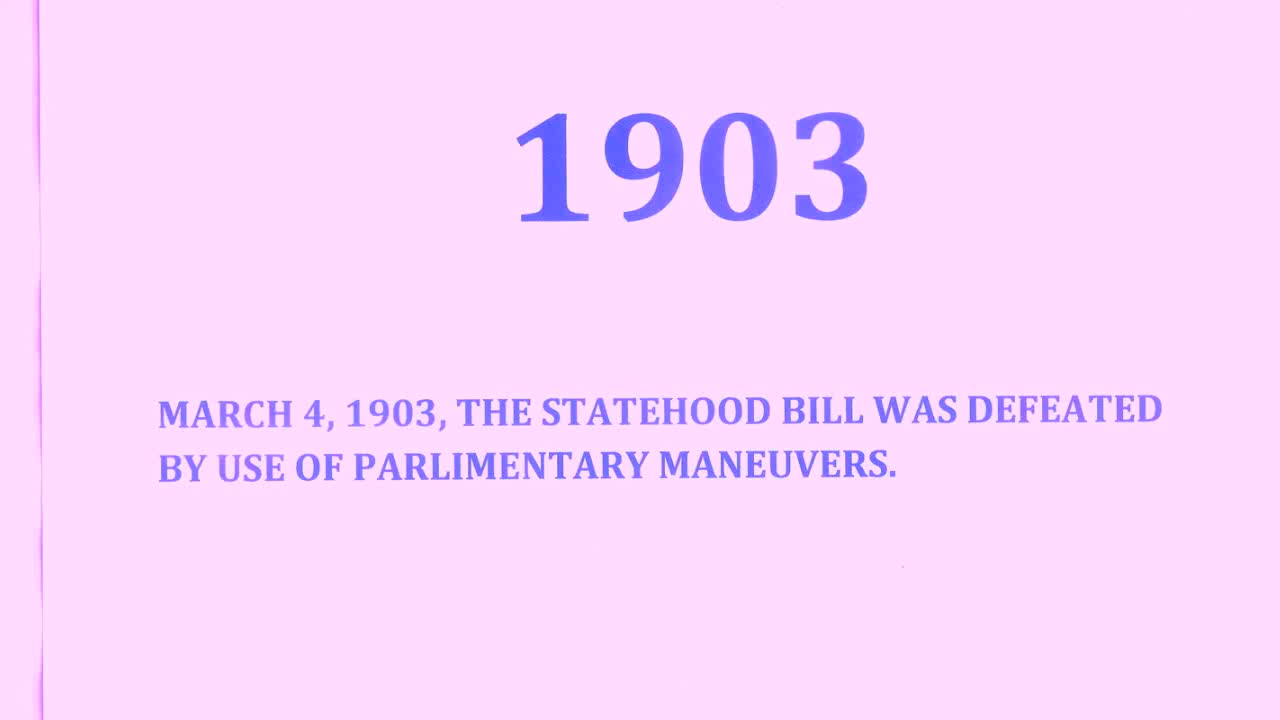 1903
MARCH 4, 1903, THE STATEHOOD BILL WAS DEFEATED
BY USE OF PARLIMENTARY MANEUVERS.